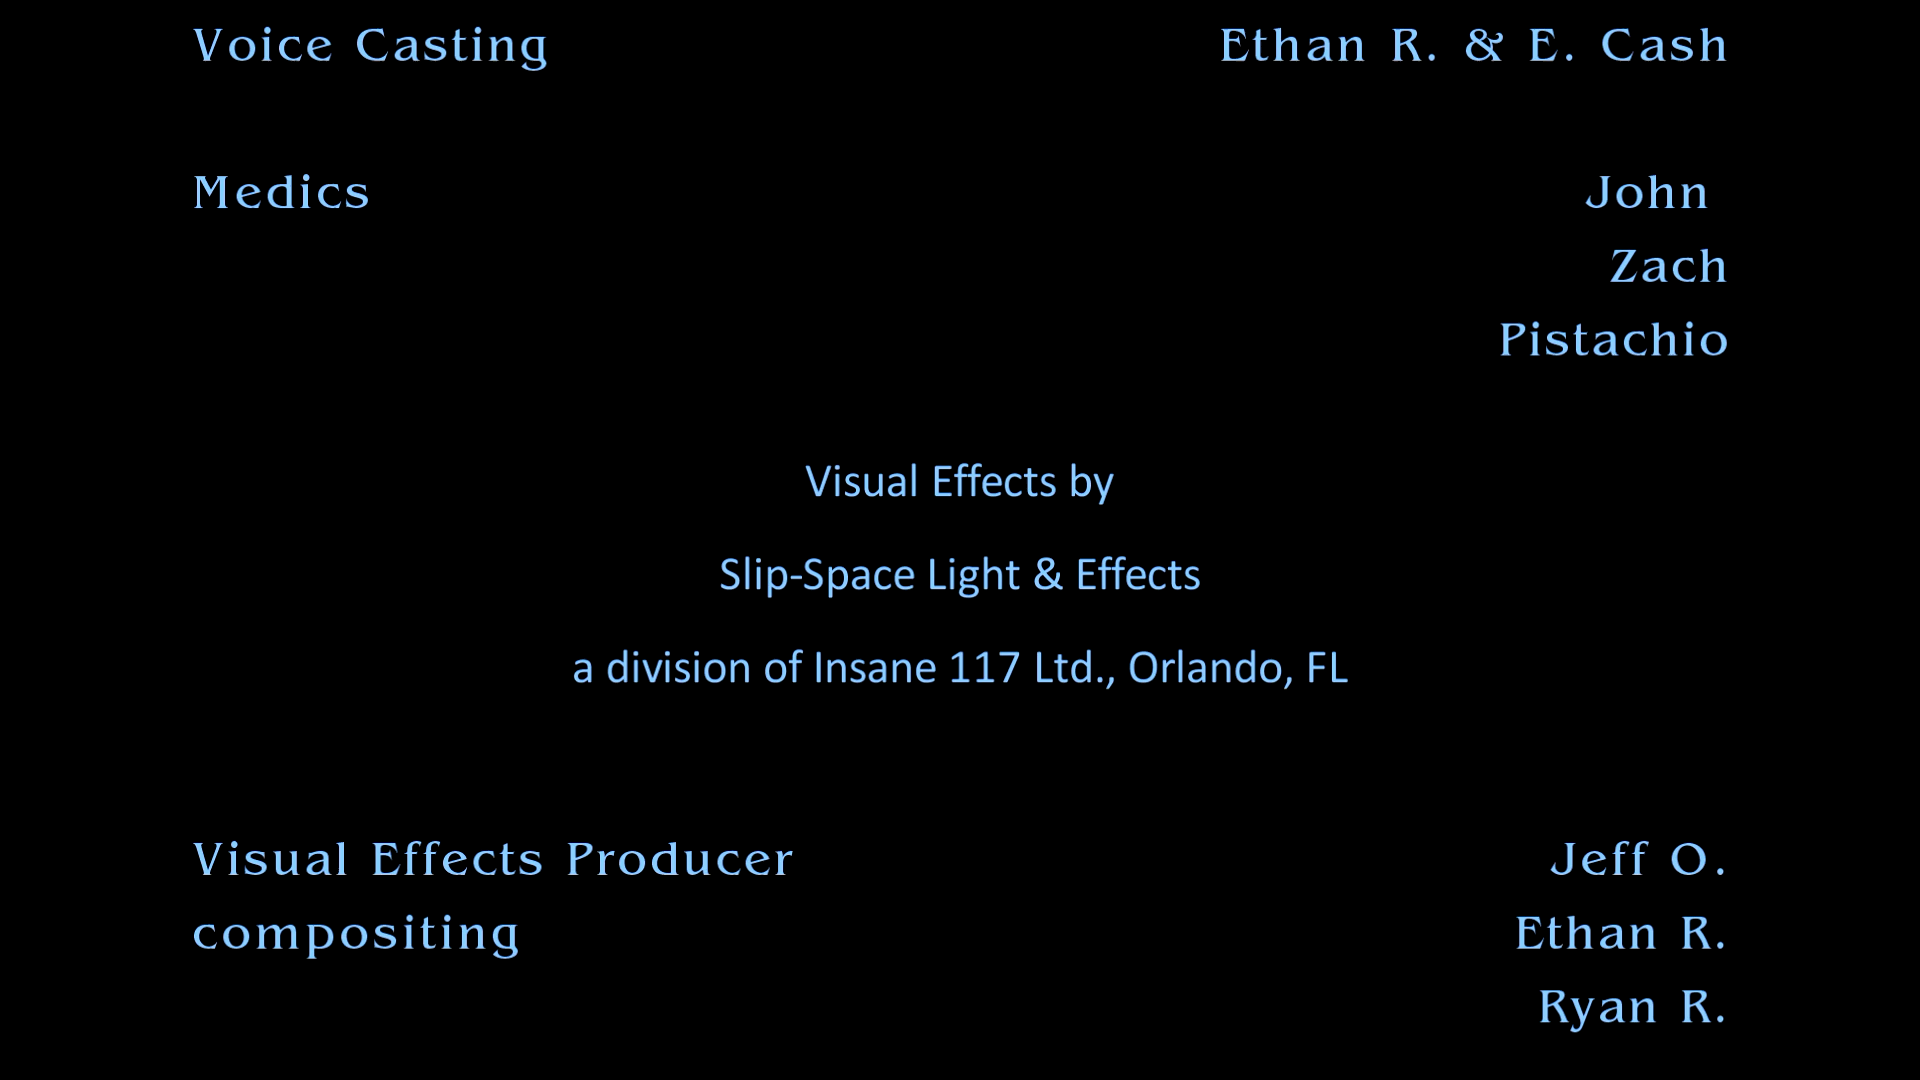 Voice Casting Ethan R. & E. Cash
Medics John
Zach
Pistachio
Visual Effects by
Slip-Space Light & Effects
a division of Insane 117 Ltd., Orlando, FL
Visual Effects Producer Jeff O.
compositing Ethan R.
Ryan R.